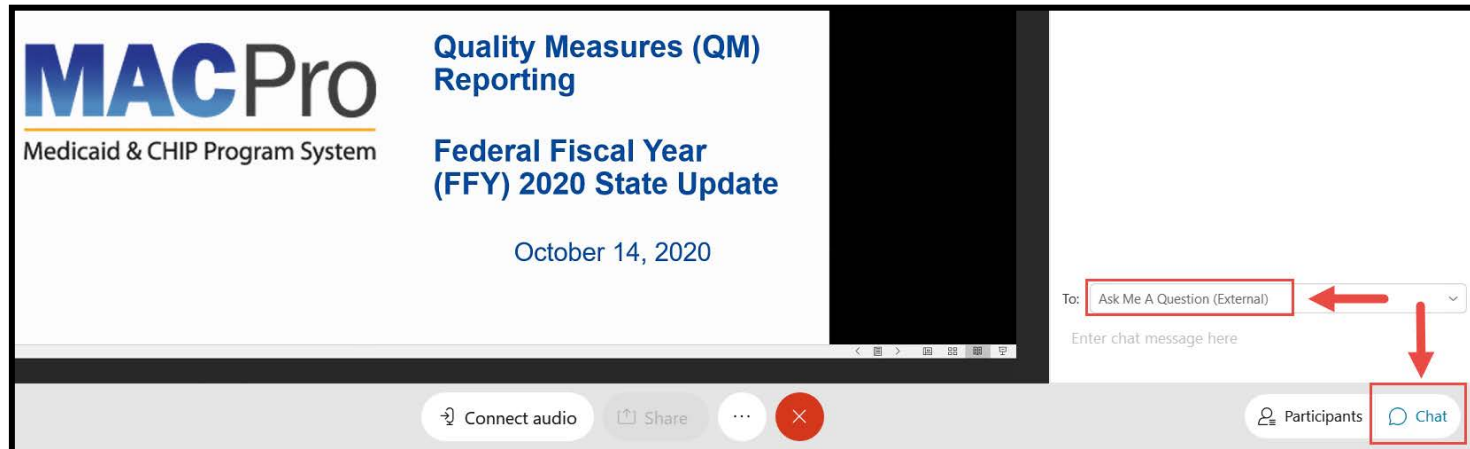 MACPro
Medicaid & CHIP Program System
Quality Measures (QM)
Reporting
Federal Fiscal Year
(FFY) 2020 State Update
October 14, 2020
To: Ask Me A Question (External)
Enter chat message here
Connect audio
Share
...
Participants
Chat